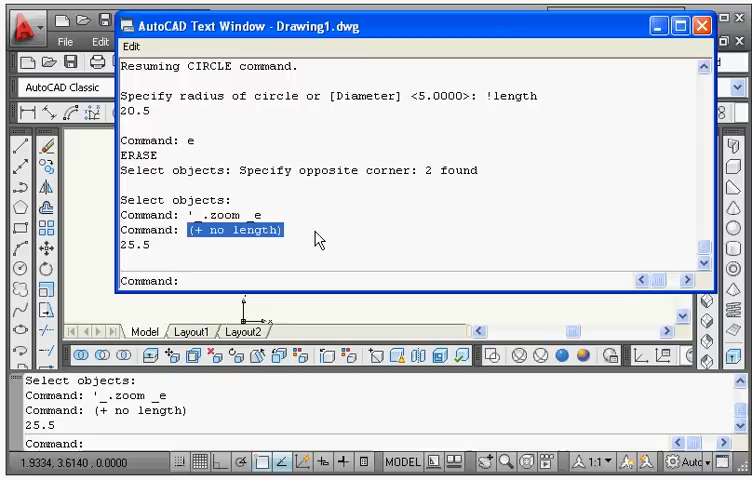 AutoCAD Text Window - Drawing1.dwg
File Edit
Edit
Resuming CIRCLE command.
AutoCAD Classic
Specify radius of circle or [Diameter] <5.0000>: !length
20.5
Command: e
ERASE
Select objects: Specify opposite corner: 2 found
Select objects:
Command: '_.zoom _e
Command: (+ no length)
25.5
Command:
Model Layout1 Layout2
Select objects:
Command: '_.zoom _e
Command: (+ no length)
25.5
Command:
1.9334, 3.6140, 0.0000 MODEL 1:1 Auto